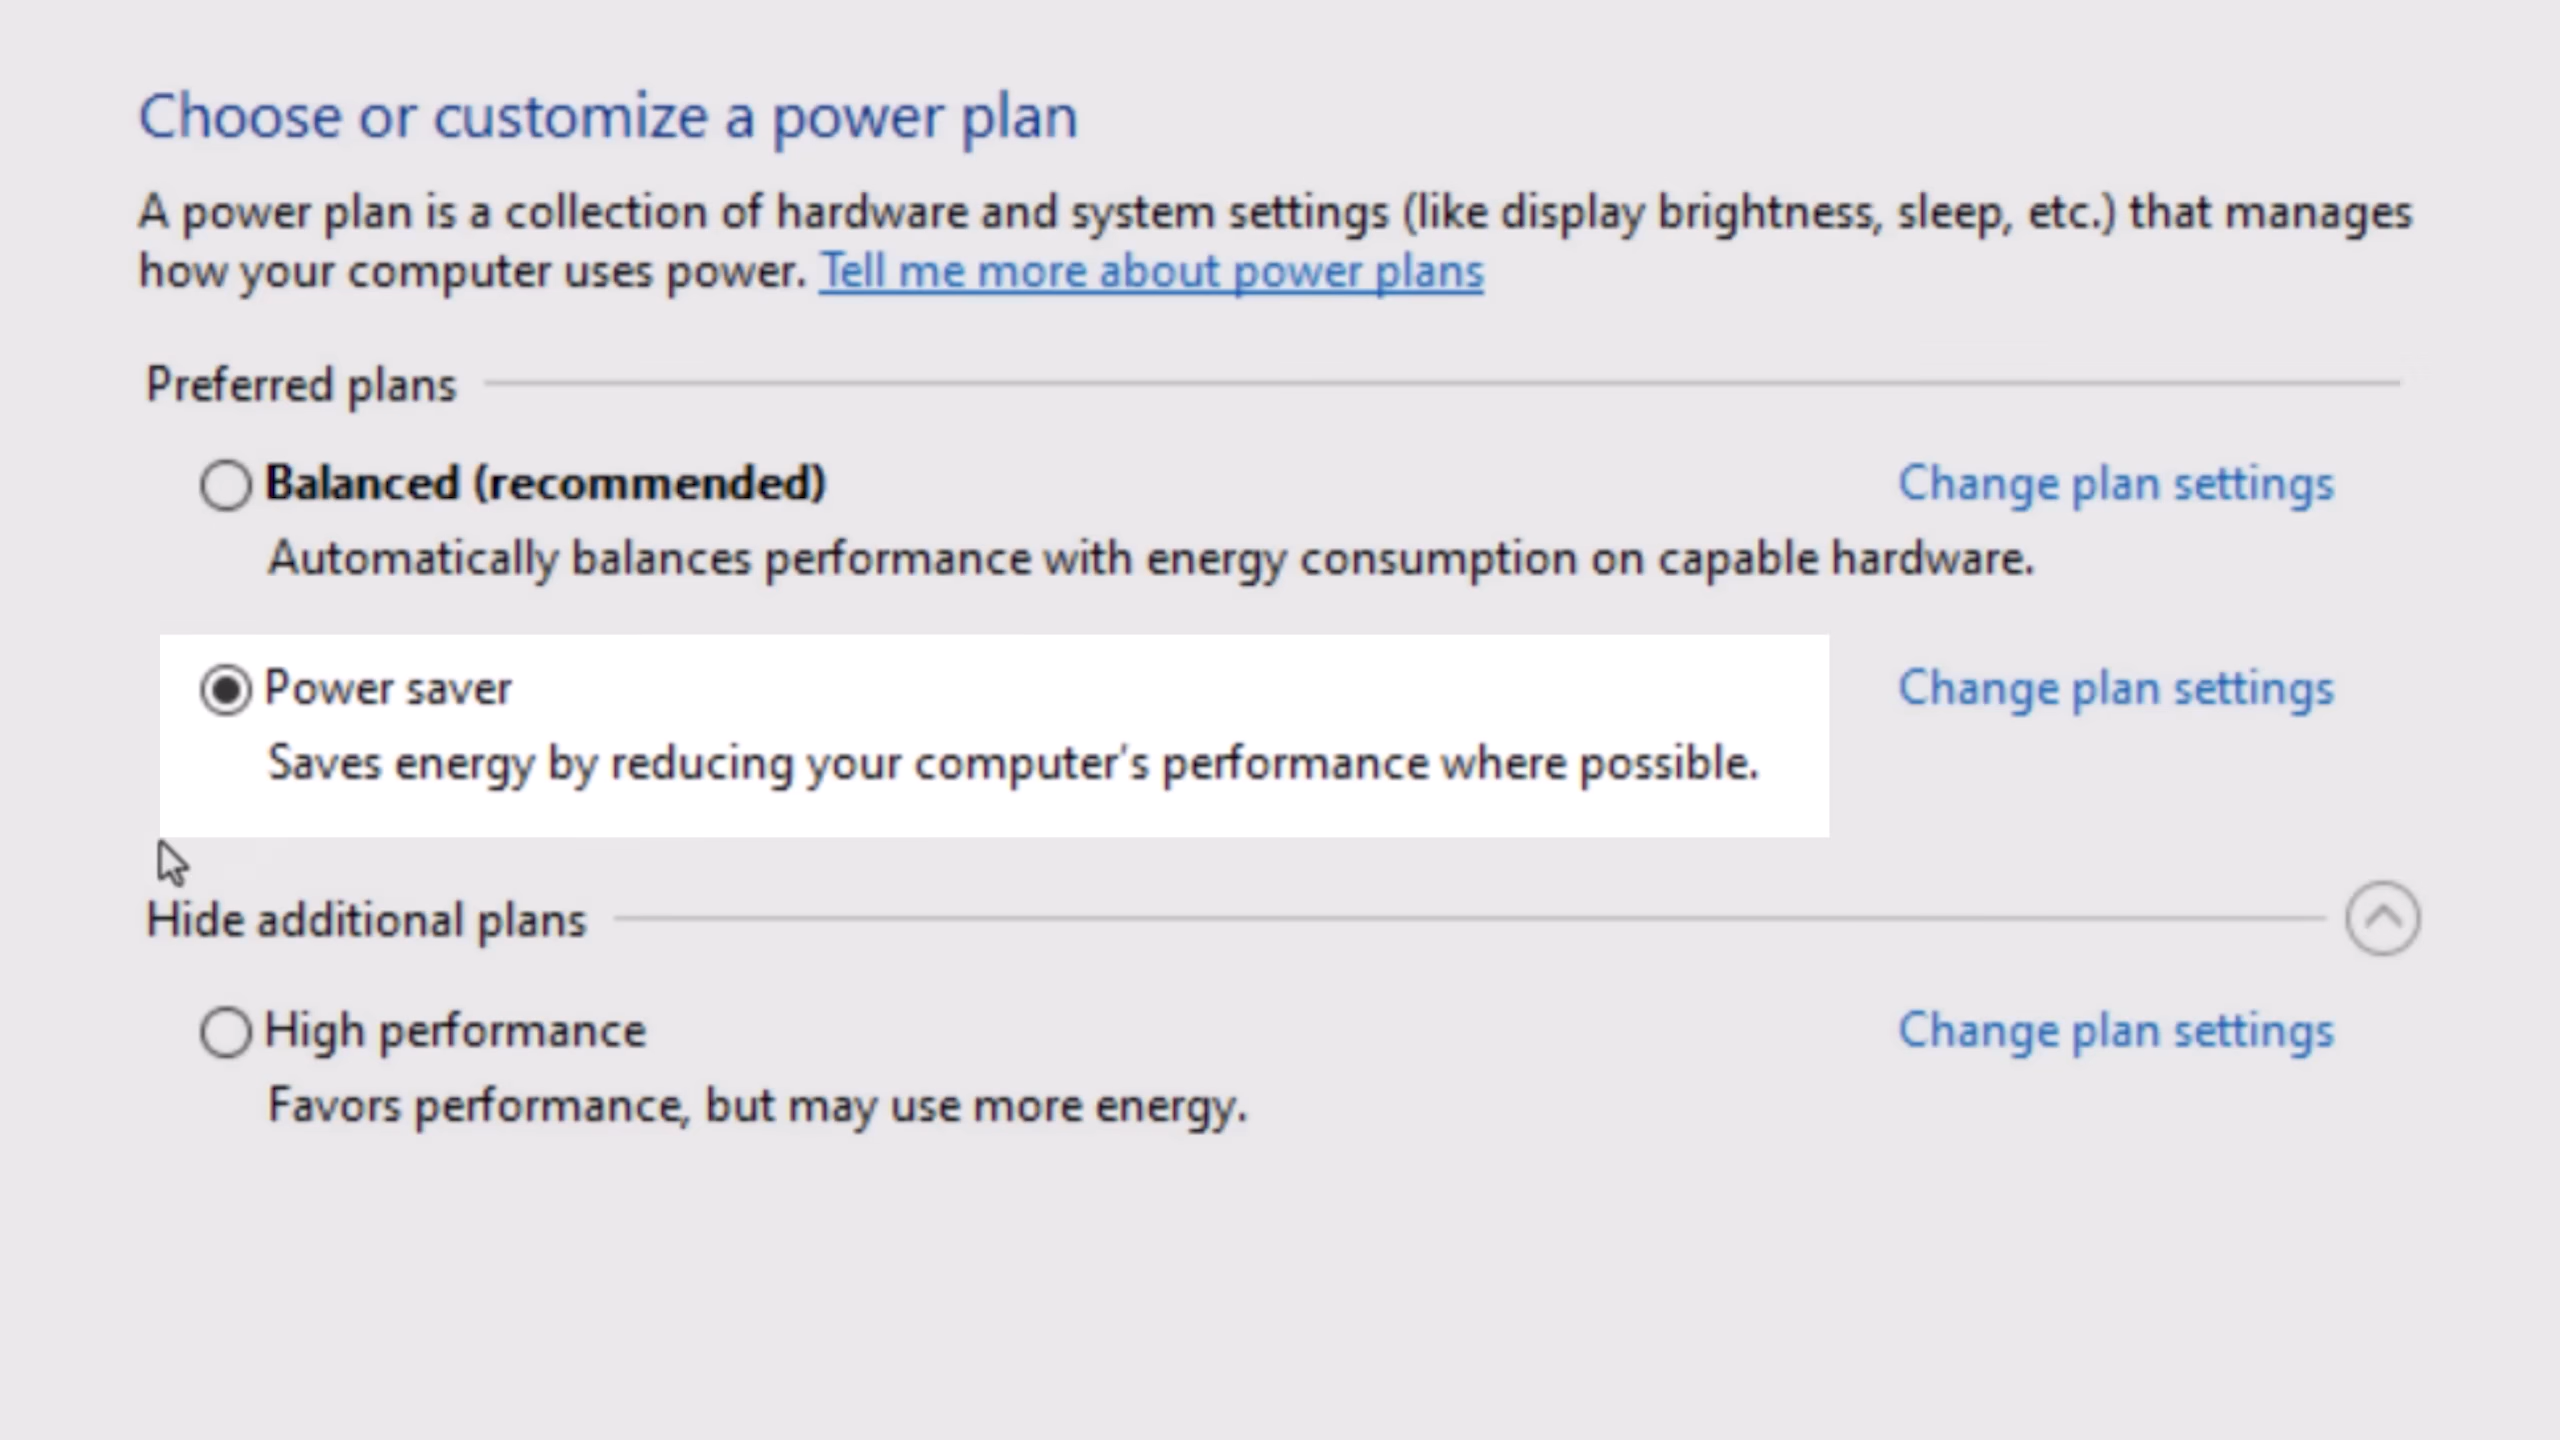 Choose or customize a power plan
A power plan is a collection of hardware and system settings (like display brightness, sleep, etc.) that manages
how your computer uses power. Tell me more about power plans
Preferred plans
Balanced (recommended) Change plan settings
Automatically balances performance with energy consumption on capable hardware.
Power saver Change plan settings
Saves energy by reducing your computer's performance where possible.
Hide additional plans
High performance Change plan settings
Favors performance, but may use more energy.